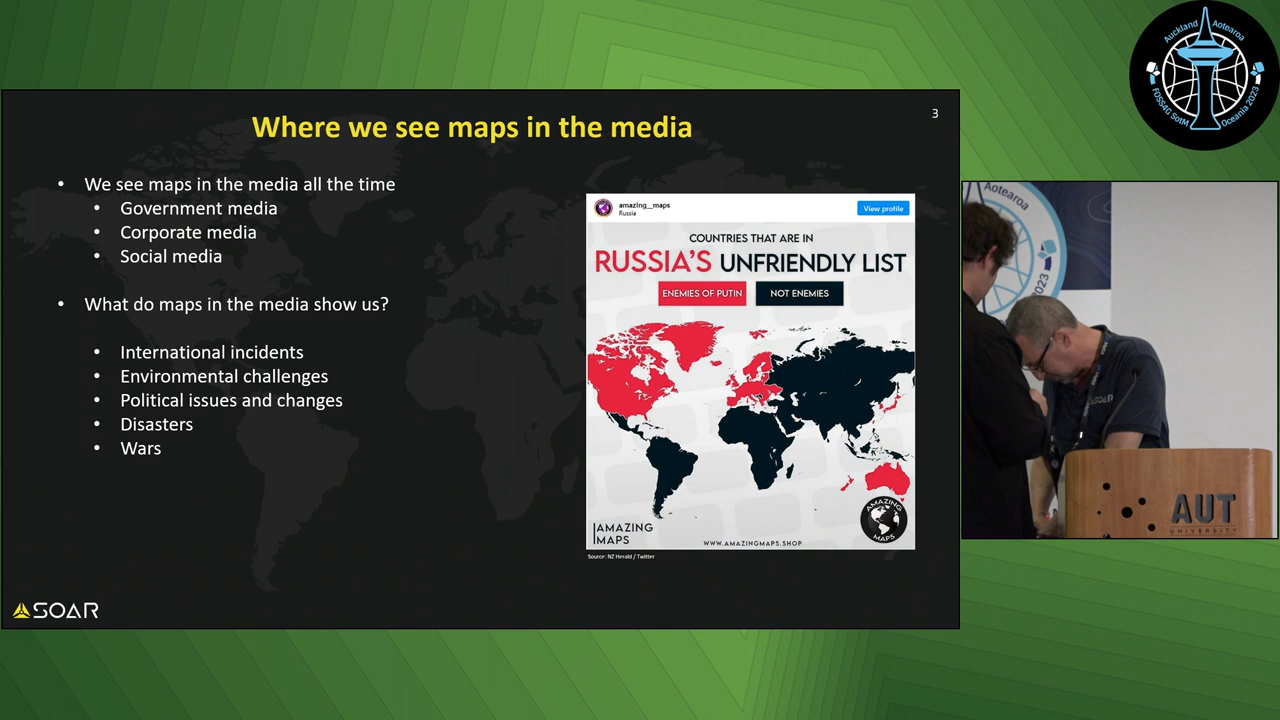 Auckland Aotearoa
FOSS4G SotM Oceania 2023
Where we see maps in the media
3
• We see maps in the media all the time
• Government media
• Corporate media
• Social media
• What do maps in the media show us?
• International incidents
• Environmental challenges
• Political issues and changes
• Disasters
• Wars
amazing__maps
Russia
View profile
COUNTRIES THAT ARE IN
RUSSIA'S UNFRIENDLY LIST
ENEMIES OF PUTIN
NOT ENEMIES
AMAZING
MAPS
WWW.AMAZINGMAPS.SHOP
AMAZING
MAPS
Source: NZ Herald / Twitter
SOAR
Aotearoa
2023
SOAR
AUT
UNIVERSITY